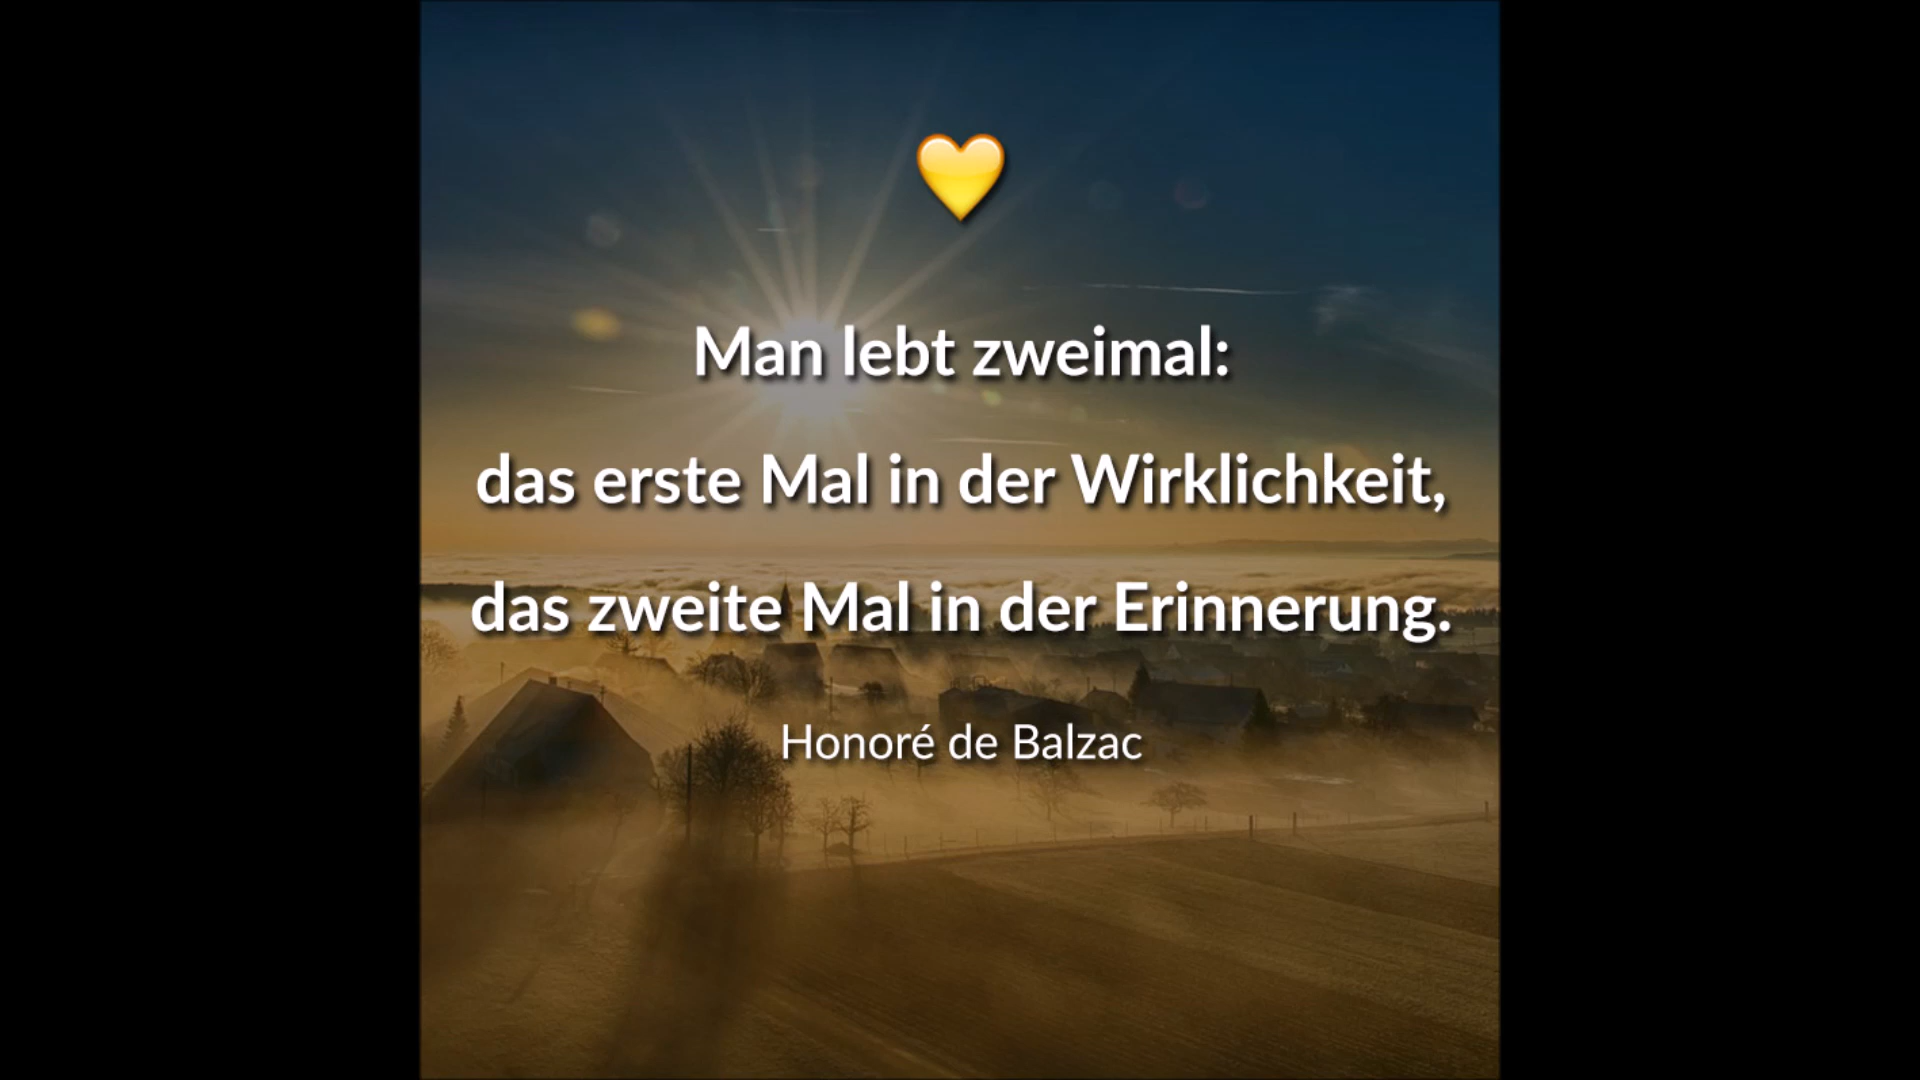 Man lebt zweimal:
das erste Mal in der Wirklichkeit,
das zweite Mal in der Erinnerung.
Honoré de Balzac